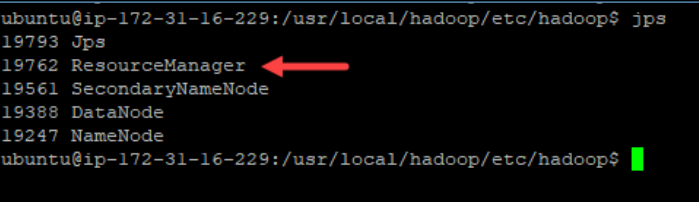 ubuntu@ip-172-31-16-229:/usr/local/hadoop/etc/hadoop$ jps
19793 Jps
19762 ResourceManager
19561 SecondaryNameNode
19388 DataNode
19247 NameNode
ubuntu@ip-172-31-16-229:/usr/local/hadoop/etc/hadoop$